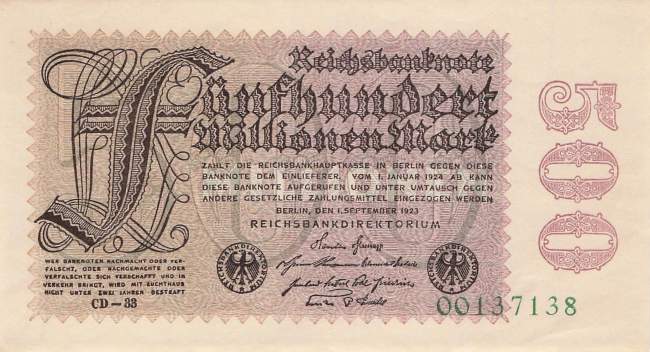 Reichsbanknote
Fünfhundert
Millionen Mark
ZAHLT DIE REICHSBANKHAUPTKASSE IN BERLIN GEGEN DIESE
BANKNOTE DEM EINLIEFERER. VOM 1. JANUAR 1924 AB KANN
DIESE BANKNOTE AUFGERUFEN UND UNTER UMTAUSCH GEGEN
ANDERE GESETZLICHE ZAHLUNGSMITTEL EINGEZOGEN WERDEN
BERLIN, DEN 1. SEPTEMBER 1923
REICHSBANKDIREKTORIUM
WER BANKNOTEN NACHMACHT ODER VER-
FÄLSCHT, ODER NACHGEMACHTE ODER
VERFÄLSCHTE SICH VERSCHAFFT UND IN
VERKEHR BRINGT, WIRD MIT ZUCHTHAUS
NICHT UNTER ZWEI JAHREN BESTRAFT
CD-33
REICHSBANKDIREKTORIUM
REICHSBANKDIREKTORIUM
00137138
500